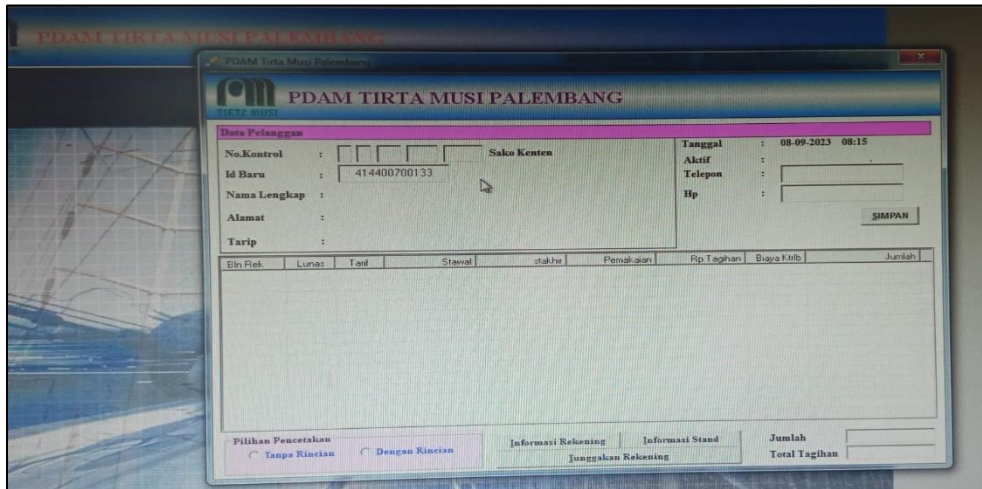 PDAM TIRTA MUSI PALEMBANG
PDAM Tirta Musi Palembang
PDAM TIRTA MUSI PALEMBANG
TIRTA MUSI
Data Pelanggan
No.Kontrol : Sako Kenten
Id Baru : 414400700133
Nama Lengkap :
Alamat :
Tarip :
Tanggal : 08-09-2023 08:15
Aktif :
Telepon :
Hp :
SIMPAN
Bln Rek Lunas Tarif Stawal stakhir Pemakaian Rp.Tagihan Biaya Ktrlb Jumlah
Pilihan Pencetakan
Tanpa Rincian Dengan Rincian
Informasi Rekening Informasi Stand
Tunggakan Rekening
Jumlah
Total Tagihan